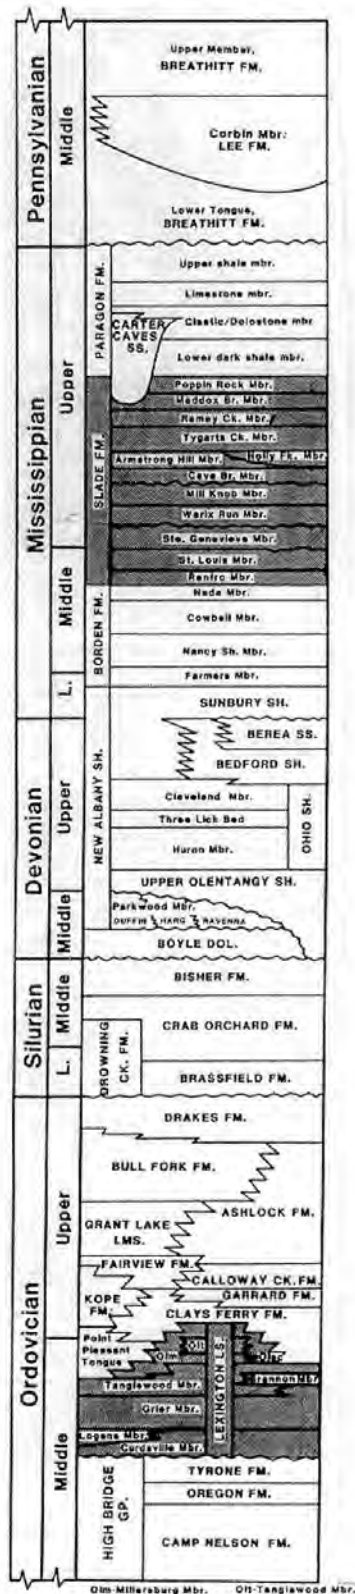 Pennsylvanian
Middle
Upper Member,
BREATHITT FM.
Corbin Mbr.
LEE FM.
Lower Tongue,
BREATHITT FM.
Mississippian
Upper
Middle
L.
PARAGON FM.
Upper shale mbr.
Limestone mbr.
CARTER
CAVES
SS.
Clastic/Dolostone mbr
Lower dark shale mbr.
SLADE FM.
Poppin Rock Mbr.
Maddox Br. Mbr.
Ramey Ck. Mbr.
Tygarts Ck. Mbr.
Armstrong Hill Mbr.
Holly Fk. Mbr.
Cave Br. Mbr.
Mill Knob Mbr.
Warix Run Mbr.
Ste. Genevieve Mbr.
St. Louis Mbr.
Renfro Mbr.
BORDEN FM.
Nada Mbr.
Cowbell Mbr.
Nancy Sh. Mbr.
Farmers Mbr.
SUNBURY SH.
Devonian
Upper
Middle
NEW ALBANY SH.
BEREA SS.
BEDFORD SH.
Cleveland Mbr.
Three Lick Bed
Huron Mbr.
OHIO SH.
UPPER OLENTANGY SH.
Parkwood Mbr.
DUFFIN
HARG
RAVENNA
BOYLE DOL.
Silurian
Middle
L.
BISHER FM.
CRAB ORCHARD FM.
DROWNING
CK. FM.
BRASSFIELD FM.
Ordovician
Upper
Middle
DRAKES FM.
BULL FORK FM.
ASHLOCK FM.
GRANT LAKE
LMS.
FAIRVIEW FM.
CALLOWAY CK.FM.
KOPE
FM.
GARRARD FM.
CLAYS FERRY FM.
Point
Pleasant
Tongue
Olt
Olm
LEXINGTON LS.
Tanglewood Mbr.
Brannon Mbr
Grier Mbr.
Logana Mbr.
Curdsville Mbr.
HIGH BRIDGE
GP.
TYRONE FM.
OREGON FM.
CAMP NELSON FM.
Olm-Millersburg Mbr. Olt-Tanglewood Mbr.